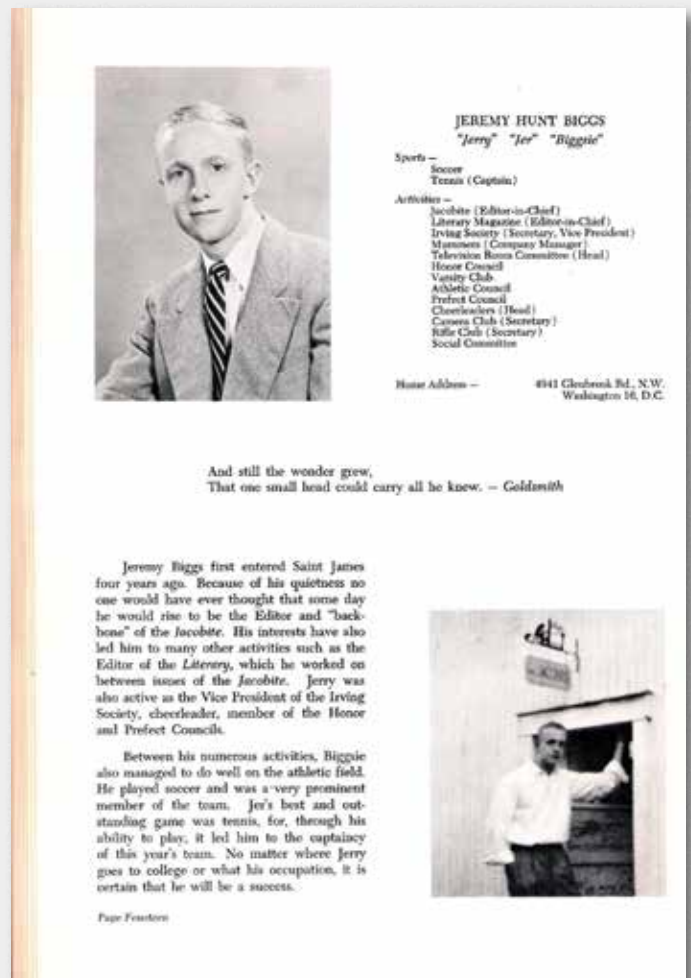 JEREMY HUNT BIGGS
"Jerry" "Jer" "Biggsie"
Sports —
Soccer
Tennis (Captain)
Activities —
Jacobite (Editor-in-Chief)
Literary Magazine (Editor-in-Chief)
Irving Society (Secretary, Vice President)
Mummers (Company Manager)
Television Room Committee (Head)
Honor Council
Varsity Club
Athletic Council
Prefect Council
Cheerleaders (Head)
Camera Club (Secretary)
Rifle Club (Secretary)
Social Committee
Home Address — 4941 Glenbrook Rd., N.W.
Washington 16, D.C.
And still the wonder grew,
That one small head could carry all he knew. — Goldsmith
Jeremy Biggs first entered Saint James
four years ago. Because of his quietness no
one would have ever thought that some day
he would rise to be the Editor and "back-
bone" of the Jacobite. His interests have also
led him to many other activities such as the
Editor of the Literary, which he worked on
between issues of the Jacobite. Jerry was
also active as the Vice President of the Irving
Society, cheerleader, member of the Honor
and Prefect Councils.
Between his numerous activities, Biggsie
also managed to do well on the athletic field.
He played soccer and was a very prominent
member of the team. Jer's best and out-
standing game was tennis, for, through his
ability to play, it led him to the captaincy
of this year's team. No matter where Jerry
goes to college or what his occupation, it is
certain that he will be a success.
Page Fourteen